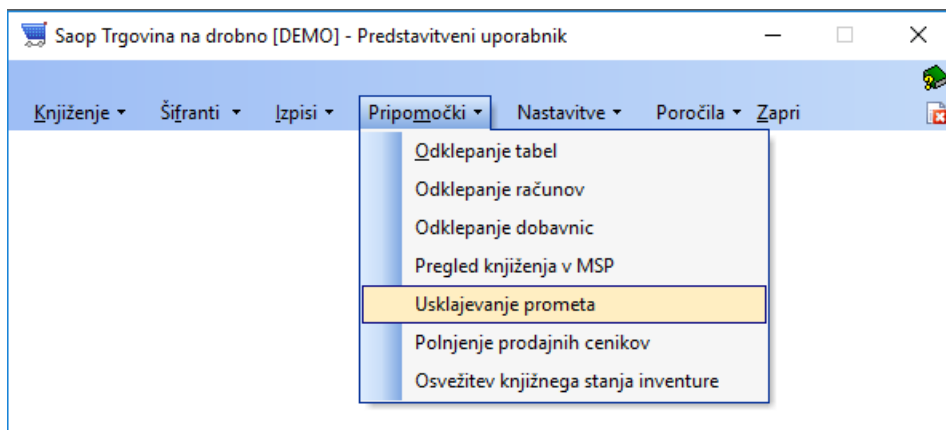 Saop Trgovina na drobno [DEMO] - Predstavitveni uporabnik
Knjiženje Šifranti Izpisi Pripomočki Nastavitve Poročila Zapri
Odklepanje tabel
Odklepanje računov
Odklepanje dobavnic
Pregled knjiženja v MSP
Usklajevanje prometa
Polnjenje prodajnih cenikov
Osvežitev knjižnega stanja inventure